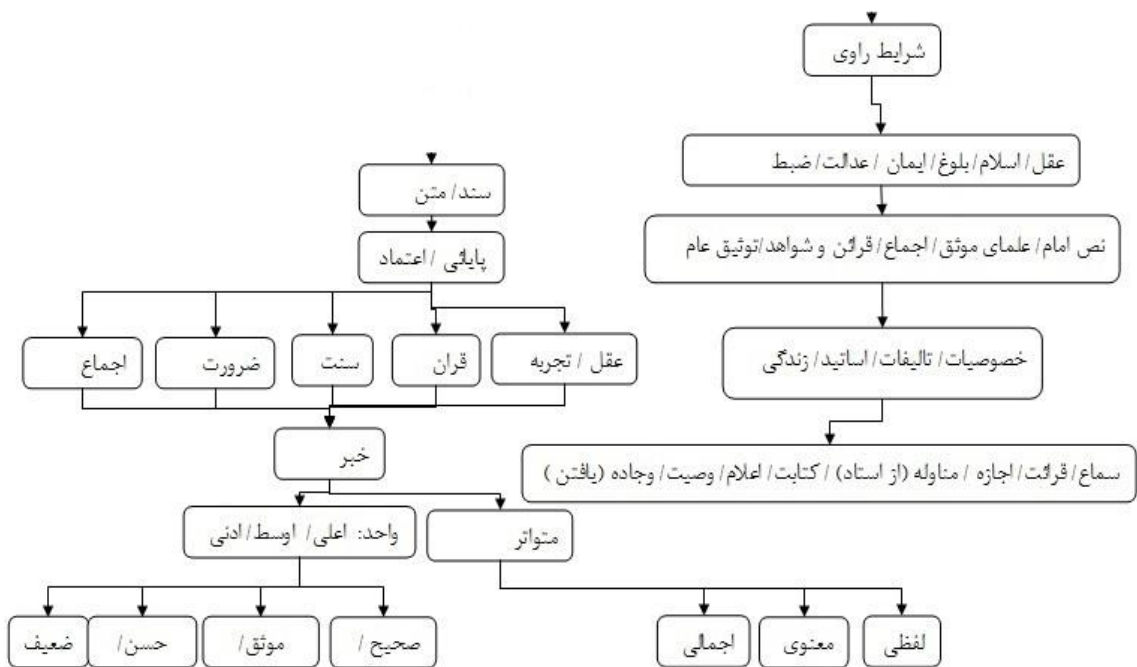 شرایط راوی
عقل/ اسلام/ بلوغ/ ایمان / عدالت/ ضبط
نص امام/ علمای موثق/ اجماع/ قرائن و شواهد/توثیق عام
خصوصیات/ تالیفات/ اساتید/ زندگی
سماع/ قرائت/ اجازه / مناوله (از استاد) / کتابت/ اعلام/ وصیت/ وجاده (یافتن )
سند/ متن
پایائی /اعتماد
عقل / تجربه
قران
سنت
ضرورت
اجماع
خبر
متواتر
واحد: اعلی/ اوسط/ ادنی
لفظی
معنوی
اجمالی
صحیح /
موثق/
حسن/
ضعیف